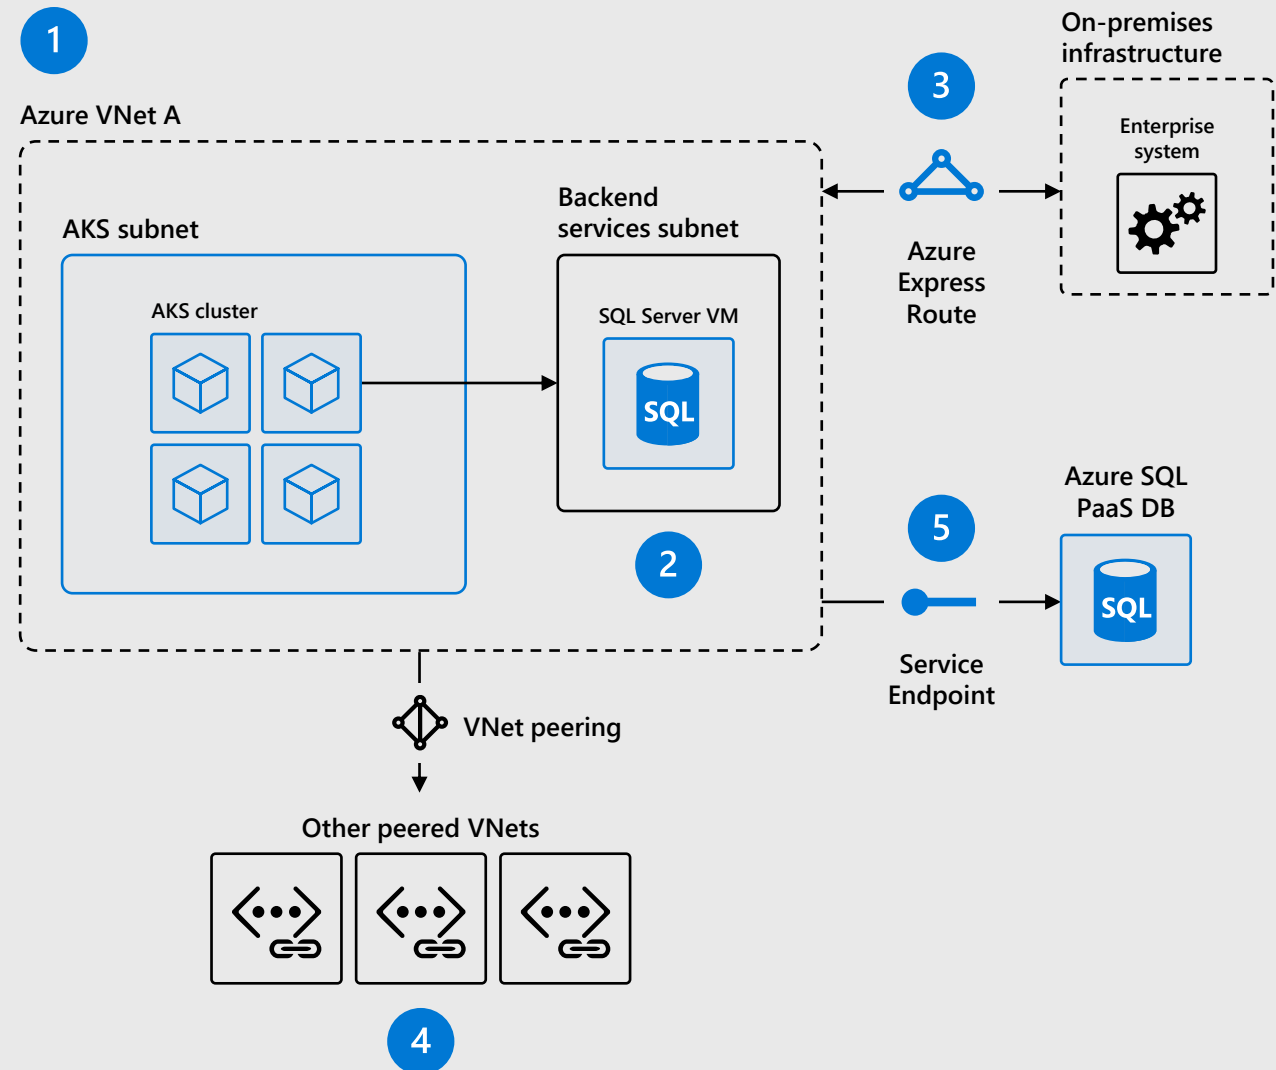 1
Azure VNet A
AKS subnet
AKS cluster
Backend
services subnet
SQL Server VM
SQL
2
3
Azure
Express
Route
On-premises
infrastructure
Enterprise
system
5
Service
Endpoint
Azure SQL
PaaS DB
SQL
VNet peering
Other peered VNets
4